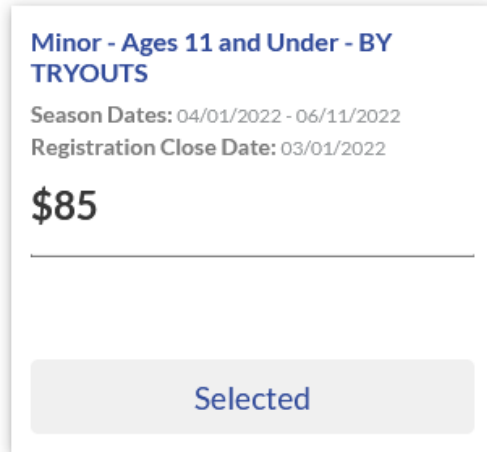 Minor - Ages 11 and Under - BY
TRYOUTS
Season Dates: 04/01/2022 - 06/11/2022
Registration Close Date: 03/01/2022
$85
Selected